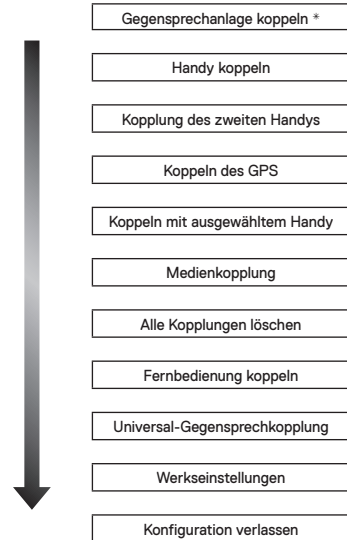 Gegensprechanlage koppeln *
Handy koppeln
Kopplung des zweiten Handys
Koppeln des GPS
Koppeln mit ausgewähltem Handy
Medienkopplung
Alle Kopplungen löschen
Fernbedienung koppeln
Universal-Gegensprechkopplung
Werkseinstellungen
Konfiguration verlassen